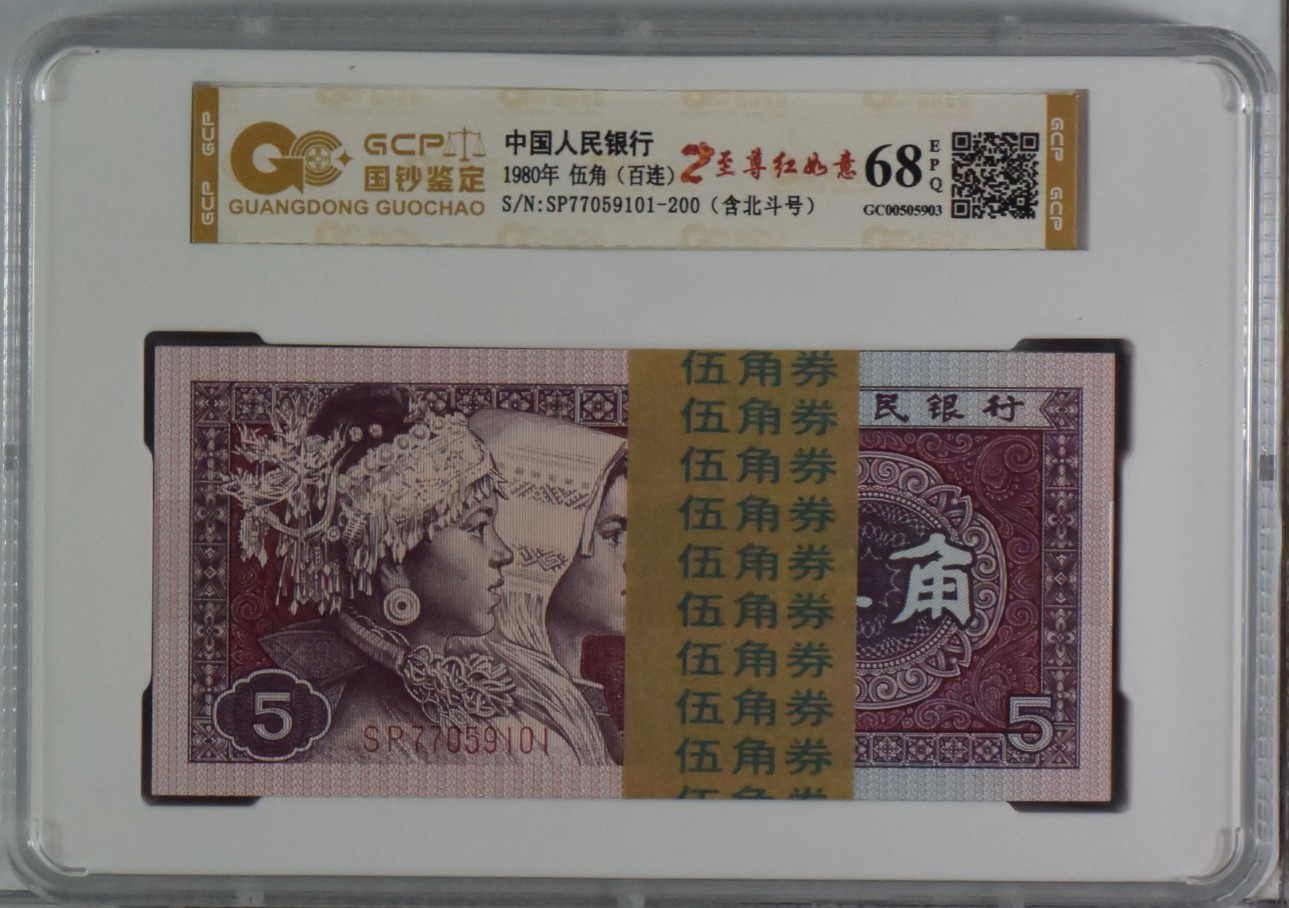 GCP
GCP
GCP
国钞鉴定
GUANGDONG GUOCHAO
中国人民银行
1980年 伍角（百连）
S/N:SP77059101-200（含北斗号）
至尊红如意
68
EPQ
GC00505903
GCP
GCP
伍角券
伍角券
伍角券
伍角券
伍角券
伍角券
伍角券
伍角券
伍角券
伍角券
民银行
角
5
SP77059101
5